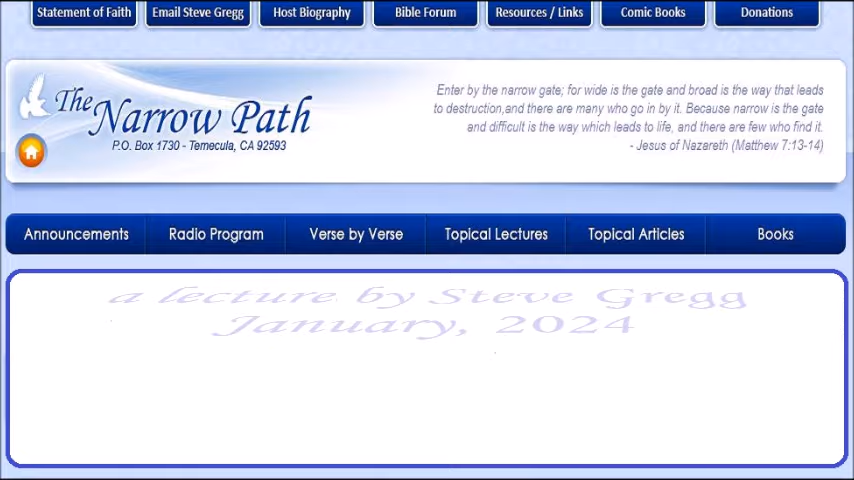 Statement of Faith
Email Steve Gregg
Host Biography
Bible Forum
Resources / Links
Comic Books
Donations
The
Narrow Path
P.O. Box 1730 - Temecula, CA 92593
Enter by the narrow gate; for wide is the gate and broad is the way that leads
to destruction,and there are many who go in by it. Because narrow is the gate
and difficult is the way which leads to life, and there are few who find it.
- Jesus of Nazareth (Matthew 7:13-14)
Announcements
Radio Program
Verse by Verse
Topical Lectures
Topical Articles
Books
a lecture by Steve Gregg
January, 2024